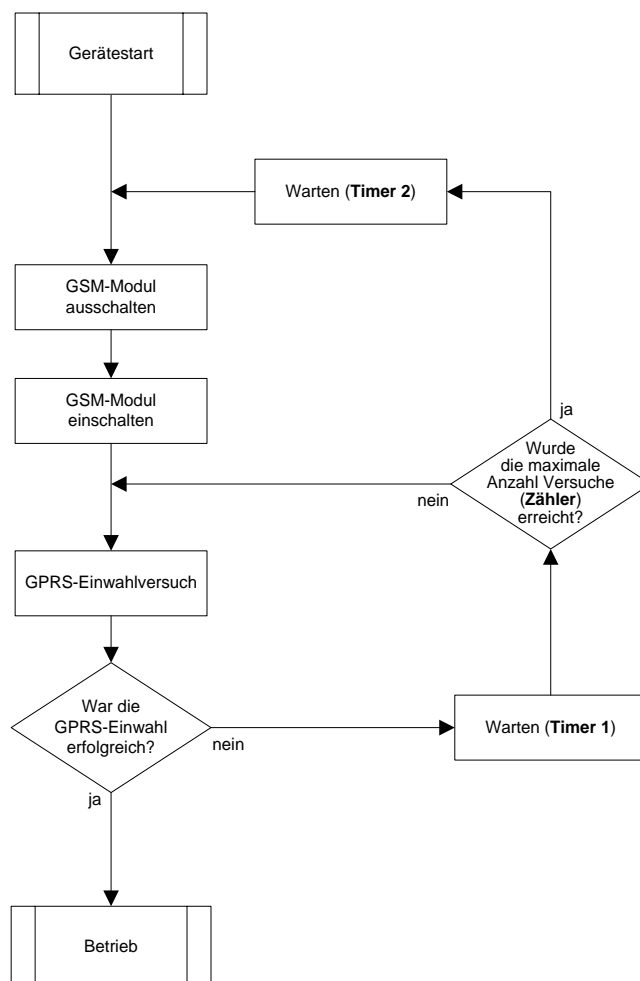 Gerätestart
Warten (Timer 2)
GSM-Modul
ausschalten
GSM-Modul
einschalten
ja
Wurde
die maximale
Anzahl Versuche
(Zähler)
erreicht?
nein
GPRS-Einwahlversuch
War die
GPRS-Einwahl
erfolgreich?
nein
Warten (Timer 1)
ja
Betrieb